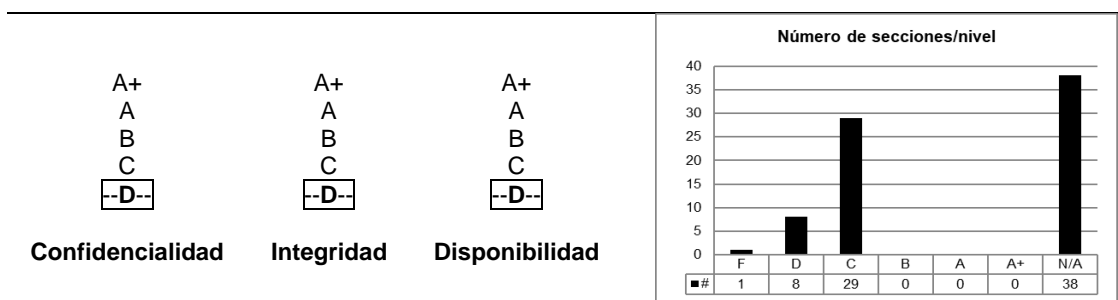 A+ A+ A+
A A A
B B B
C C C
--D-- --D-- --D--
Confidencialidad Integridad Disponibilidad
Número de secciones/nivel
40
35
30
25
20
15
10
5
0
F D C B A A+ N/A
# 1 8 29 0 0 0 38